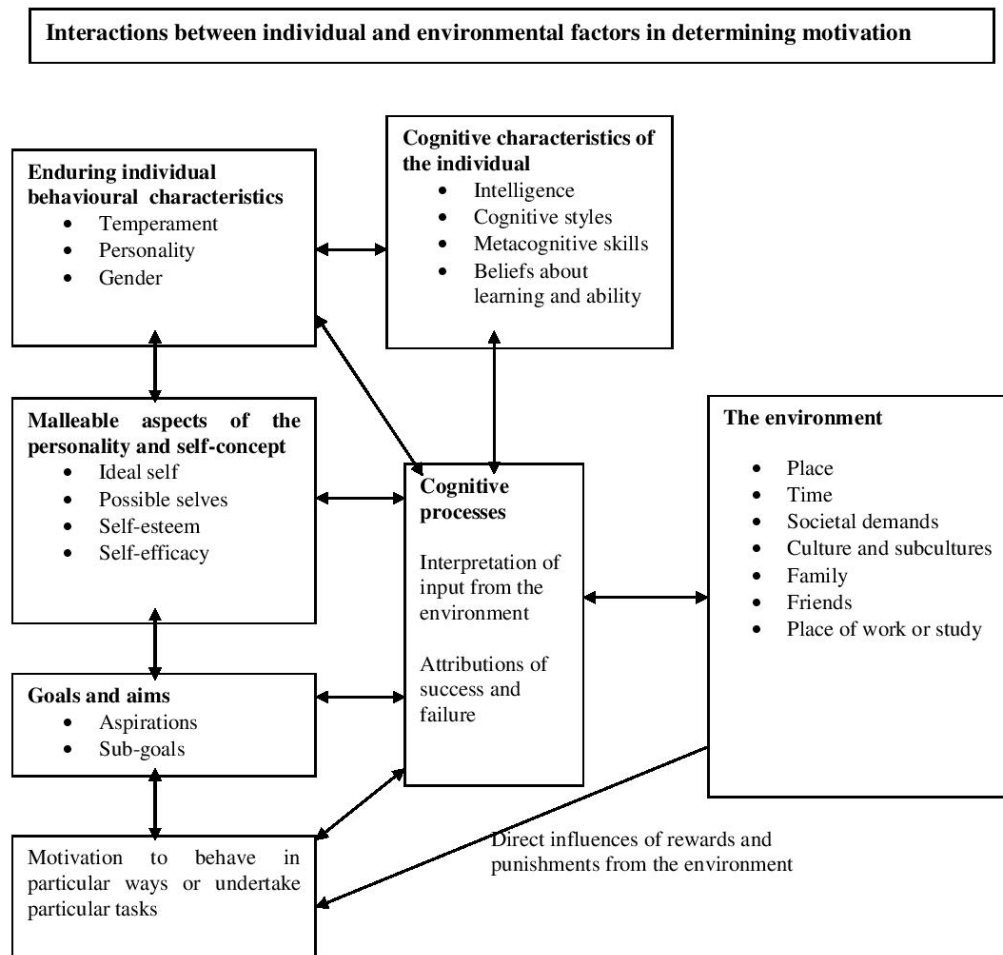 Interactions between individual and environmental factors in determining motivation
Cognitive characteristics of
the individual
• Intelligence
• Cognitive styles
• Metacognitive skills
• Beliefs about
learning and ability
Enduring individual
behavioural characteristics
• Temperament
• Personality
• Gender
Malleable aspects of the
personality and self-concept
• Ideal self
• Possible selves
• Self-esteem
• Self-efficacy
The environment
• Place
• Time
• Societal demands
• Culture and subcultures
• Family
• Friends
• Place of work or study
Cognitive
processes
Interpretation of
input from the
environment
Attributions of
success and
failure
Goals and aims
• Aspirations
• Sub-goals
Direct influences of rewards and
punishments from the environment
Motivation to behave in
particular ways or undertake
particular tasks